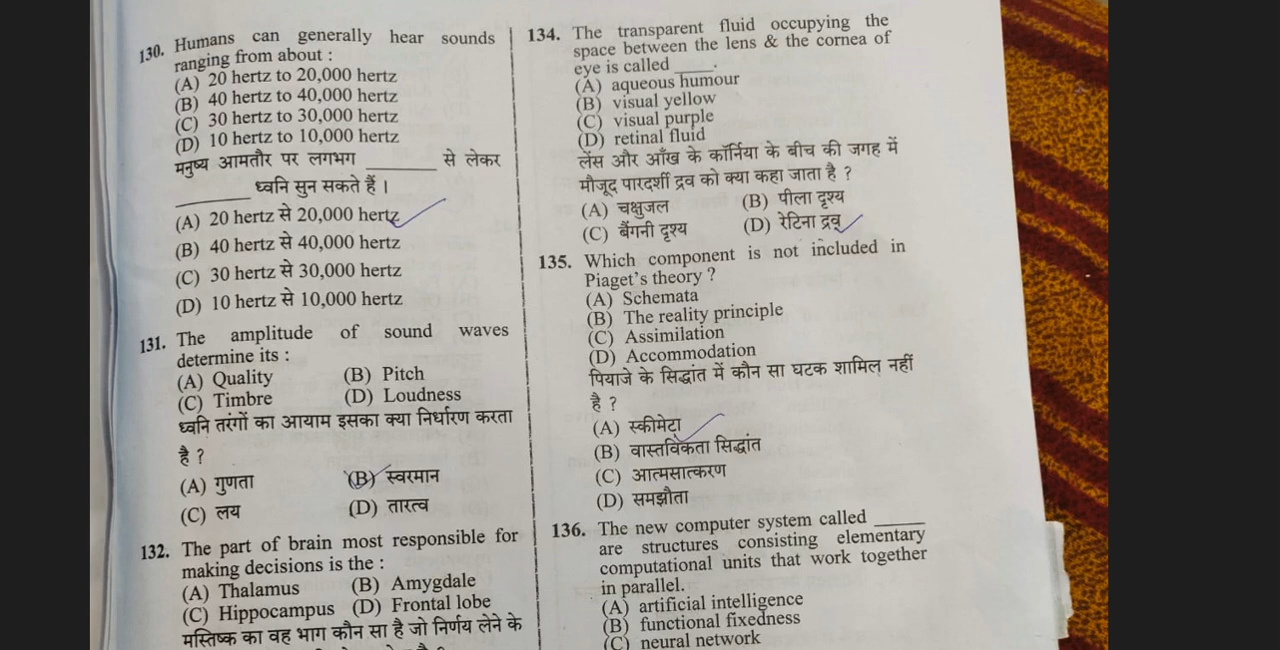 130. Humans can generally hear sounds
ranging from about :
(A) 20 hertz to 20,000 hertz
(B) 40 hertz to 40,000 hertz
(C) 30 hertz to 30,000 hertz
(D) 10 hertz to 10,000 hertz
मनुष्य आमतौर पर लगभग ________ से लेकर
________ ध्वनि सुन सकते हैं ।
(A) 20 hertz से 20,000 hertz
(B) 40 hertz से 40,000 hertz
(C) 30 hertz से 30,000 hertz
(D) 10 hertz से 10,000 hertz
131. The amplitude of sound waves
determine its :
(A) Quality (B) Pitch
(C) Timbre (D) Loudness
ध्वनि तरंगों का आयाम इसका क्या निर्धारण करता
है ?
(A) गुणता (B) स्वरमान
(C) लय (D) तारत्व
132. The part of brain most responsible for
making decisions is the :
(A) Thalamus (B) Amygdale
(C) Hippocampus (D) Frontal lobe
मस्तिष्क का वह भाग कौन सा है जो निर्णय लेने के
134. The transparent fluid occupying the
space between the lens & the cornea of
eye is called ____.
(A) aqueous humour
(B) visual yellow
(C) visual purple
(D) retinal fluid
लेंस और आँख के कॉर्निया के बीच की जगह में
मौजूद पारदर्शी द्रव को क्या कहा जाता है ?
(A) चक्षुजल (B) पीला दृश्य
(C) बैंगनी दृश्य (D) रेटिना द्रव्
135. Which component is not included in
Piaget's theory ?
(A) Schemata
(B) The reality principle
(C) Assimilation
(D) Accommodation
पियाजे के सिद्धांत में कौन सा घटक शामिल नहीं
है ?
(A) स्कीमेटा
(B) वास्तविकता सिद्धांत
(C) आत्मसात्करण
(D) समझौता
136. The new computer system called _____
are structures consisting elementary
computational units that work together
in parallel.
(A) artificial intelligence
(B) functional fixedness
(C) neural network